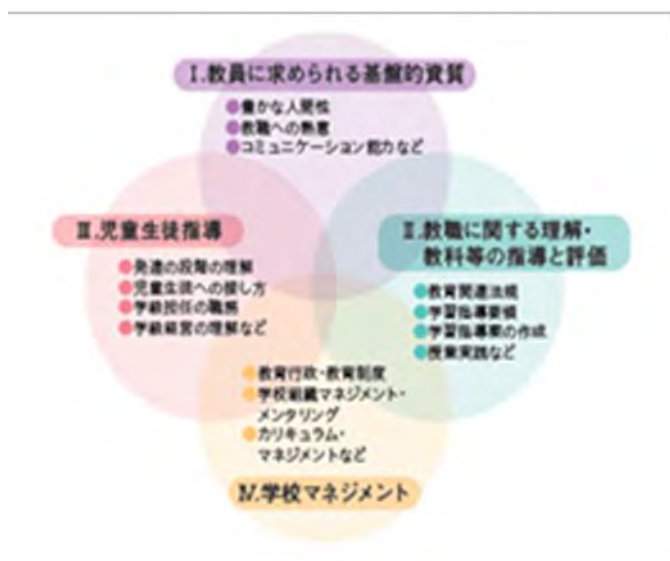 Ⅰ.教員に求められる基盤的資質
●豊かな人間性
●教職への熱意
●コミュニケーション能力など
Ⅲ.児童生徒指導
●発達の段階の理解
●児童生徒への接し方
●学級担任の職務
●学級経営の理解など
Ⅱ.教職に関する理解・
教科等の指導と評価
●教育関連法規
●学習指導要領
●学習指導案の作成
●授業実践など
●教育行政・教育制度
●学校組織マネジメント・
メンタリング
●カリキュラム・
マネジメントなど
Ⅳ.学校マネジメント